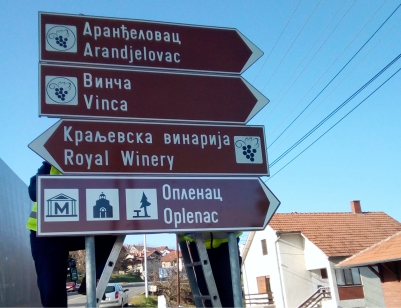 Аранђеловац
Arandjelovac
Винча
Vinca
Краљевска винарија
Royal Winery
M
Опленац
Oplenac